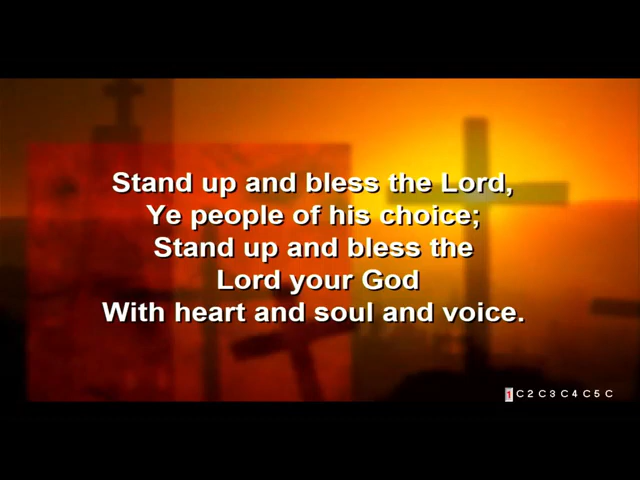 Stand up and bless the Lord,
Ye people of his choice;
Stand up and bless the
Lord your God
With heart and soul and voice.
1 C 2 C 3 C 4 C 5 C